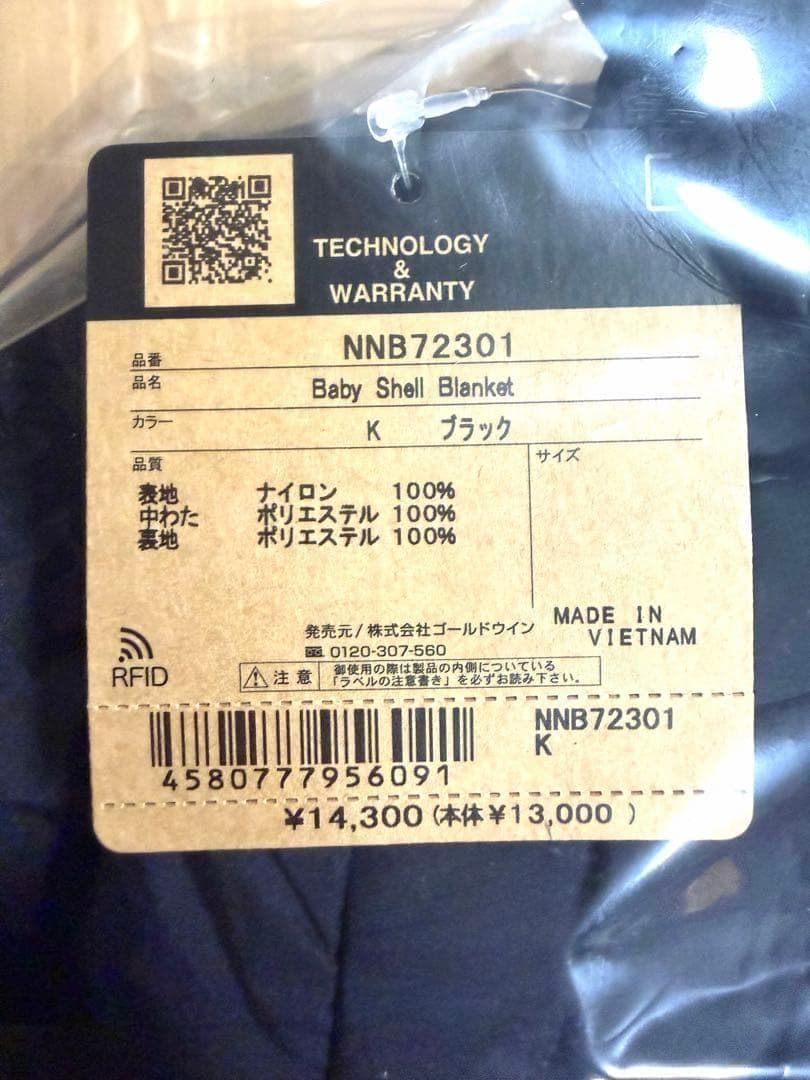 TECHNOLOGY
&
WARRANTY
品番 NNB72301
品名 Baby Shell Blanket
カラー K ブラック
品質 サイズ
表地 ナイロン 100%
中わた ポリエステル 100%
裏地 ポリエステル 100%
発売元/株式会社ゴールドウイン
0120-307-560
MADE IN
VIETNAM
RFID
注意 御使用の際は製品の内側についている
「ラベルの注意書き」を必ずお読み下さい。
NNB72301
K
4580777956091
¥14,300(本体¥13,000 )